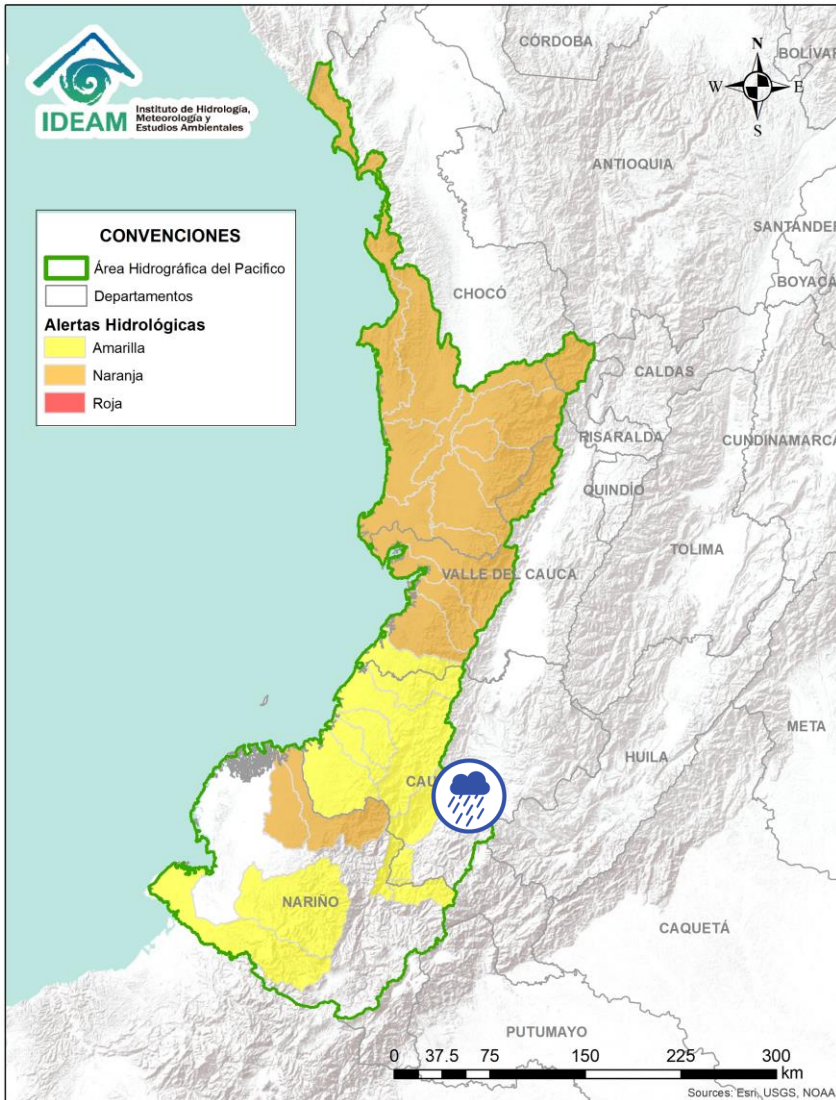 CÓRDOBA
BOLÍVAR
N
W
E
S
IDEAM
Instituto de Hidrología,
Meteorología y
Estudios Ambientales
ANTIOQUIA
SANTANDER
CONVENCIONES
Área Hidrográfica del Pacifico
Departamentos
Alertas Hidrológicas
Amarilla
Naranja
Roja
BOYACÁ
CHOCÓ
CALDAS
RISARALDA
CUNDINAMARCA
QUINDÍO
TOLIMA
VALLE DEL CAUCA
META
HUILA
CAU
NARIÑO
CAQUETÁ
PUTUMAYO
0 37.5 75 150 225 300
km
Sources: Esri, USGS, NOAA